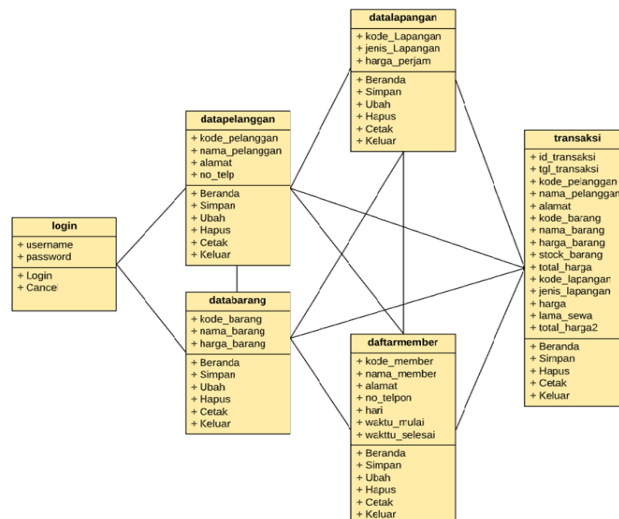 datalapangan
+ kode_Lapangan
+ jenis_Lapangan
+ harga_perjam
+ Beranda
+ Simpan
+ Ubah
+ Hapus
+ Cetak
+ Keluar
datapelanggan
+ kode_pelanggan
+ nama_pelanggan
+ alamat
+ no_telp
+ Beranda
+ Simpan
+ Ubah
+ Hapus
+ Cetak
+ Keluar
transaksi
+ id_transaksi
+ tgl_transaksi
+ kode_pelanggan
+ nama_pelanggan
+ alamat
+ kode_barang
+ nama_barang
+ harga_barang
+ stock_barang
+ total_harga
+ kode_lapangan
+ jenis_lapangan
+ harga
+ lama_sewa
+ total_harga2
+ Beranda
+ Simpan
+ Hapus
+ Cetak
+ Keluar
login
+ username
+ password
+ Login
+ Cancel
databarang
+ kode_barang
+ nama_barang
+ harga_barang
+ Beranda
+ Simpan
+ Ubah
+ Hapus
+ Cetak
+ Keluar
daftarmember
+ kode_member
+ nama_member
+ alamat
+ no_telpon
+ hari
+ waktu_mulai
+ wakttu_selesai
+ Beranda
+ Simpan
+ Ubah
+ Hapus
+ Cetak
+ Keluar